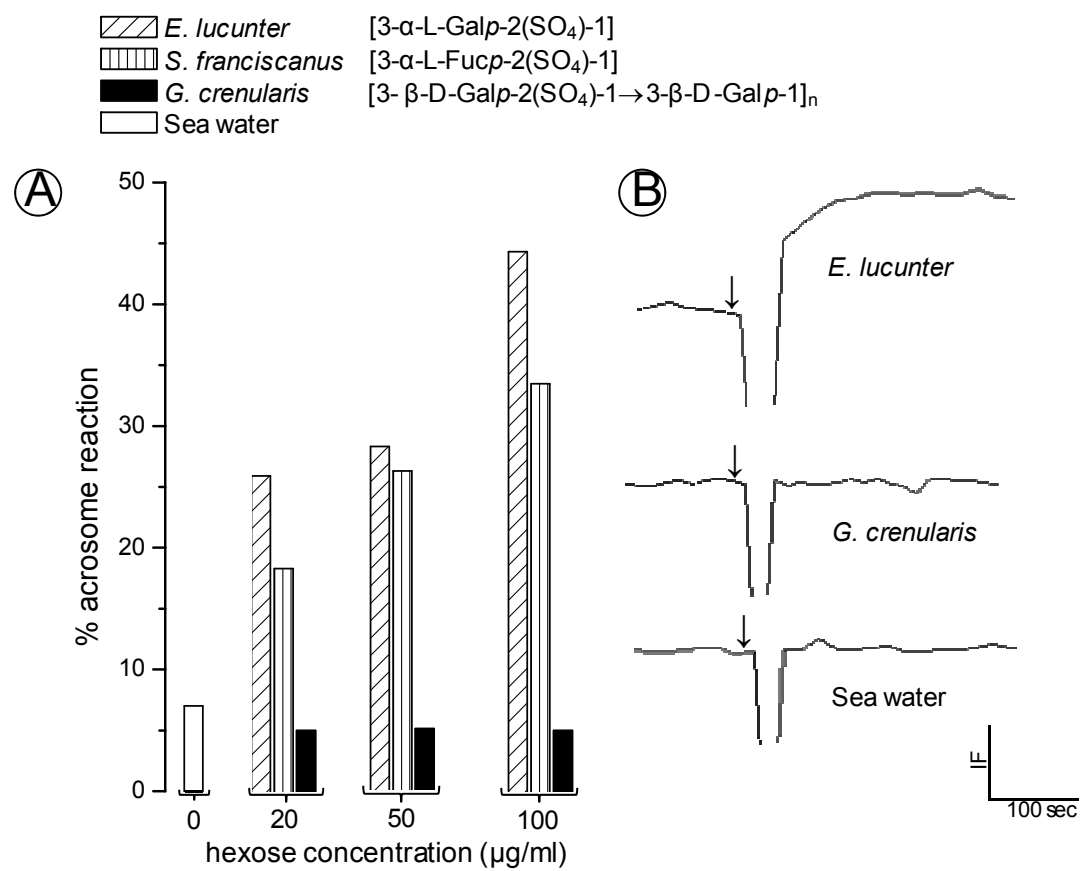 E. lucunter [3-α-L-Galp-2(SO₄)-1]
S. franciscanus [3-α-L-Fucp-2(SO₄)-1]
G. crenularis [3- β-D-Galp-2(SO₄)-1→3-β-D-Galp-1]ₙ
Sea water
A
50
40
30
20
10
0
% acrosome reaction
0 20 50 100
hexose concentration (µg/ml)
B
E. lucunter
G. crenularis
Sea water
IF
100 sec